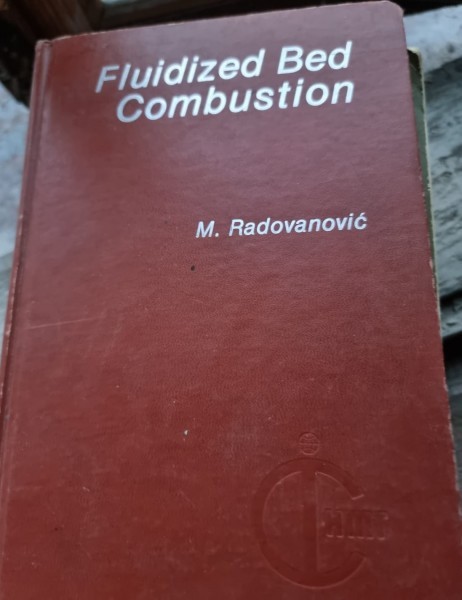 Fluidized Bed
Combustion
M. Radovanović